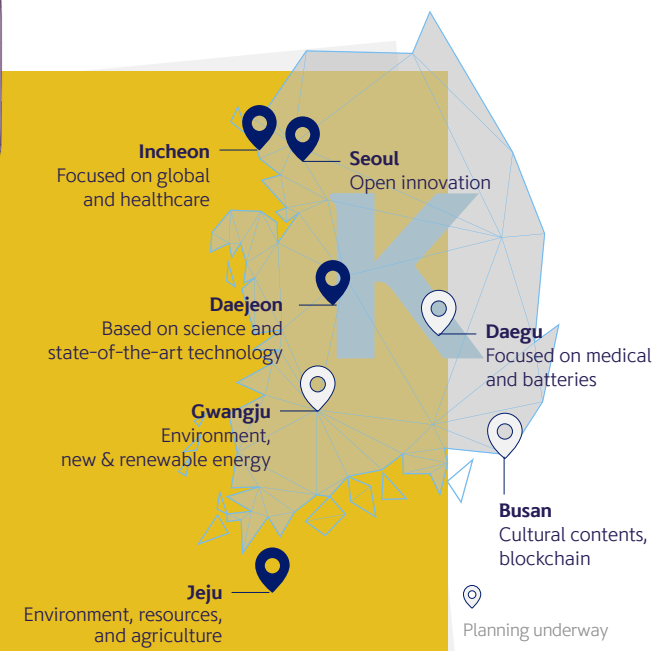 Incheon
Focused on global
and healthcare
Seoul
Open innovation
K
Daejeon
Based on science and
state-of-the-art technology
Daegu
Focused on medical
and batteries
Gwangju
Environment,
new & renewable energy
Busan
Cultural contents,
blockchain
Jeju
Environment, resources,
and agriculture
Planning underway